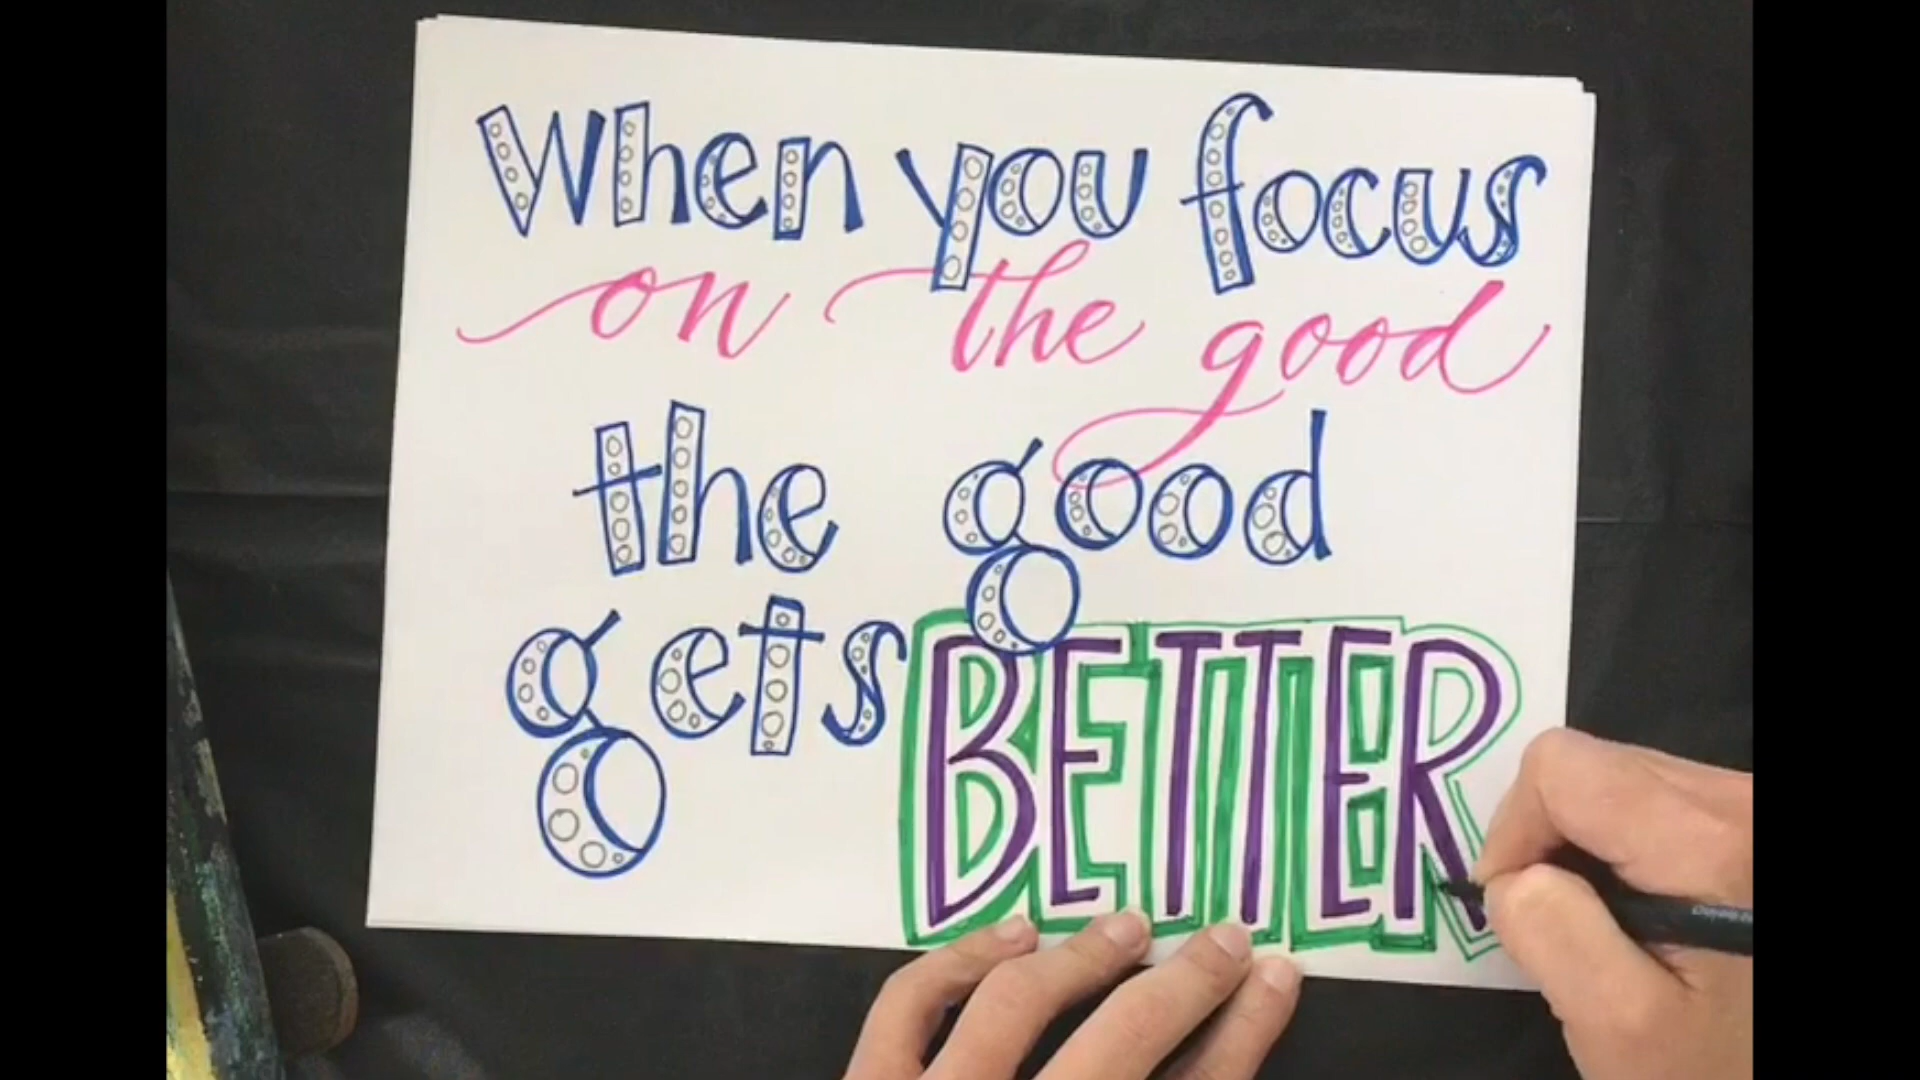 When you focus
on the good
the good
gets BETTER